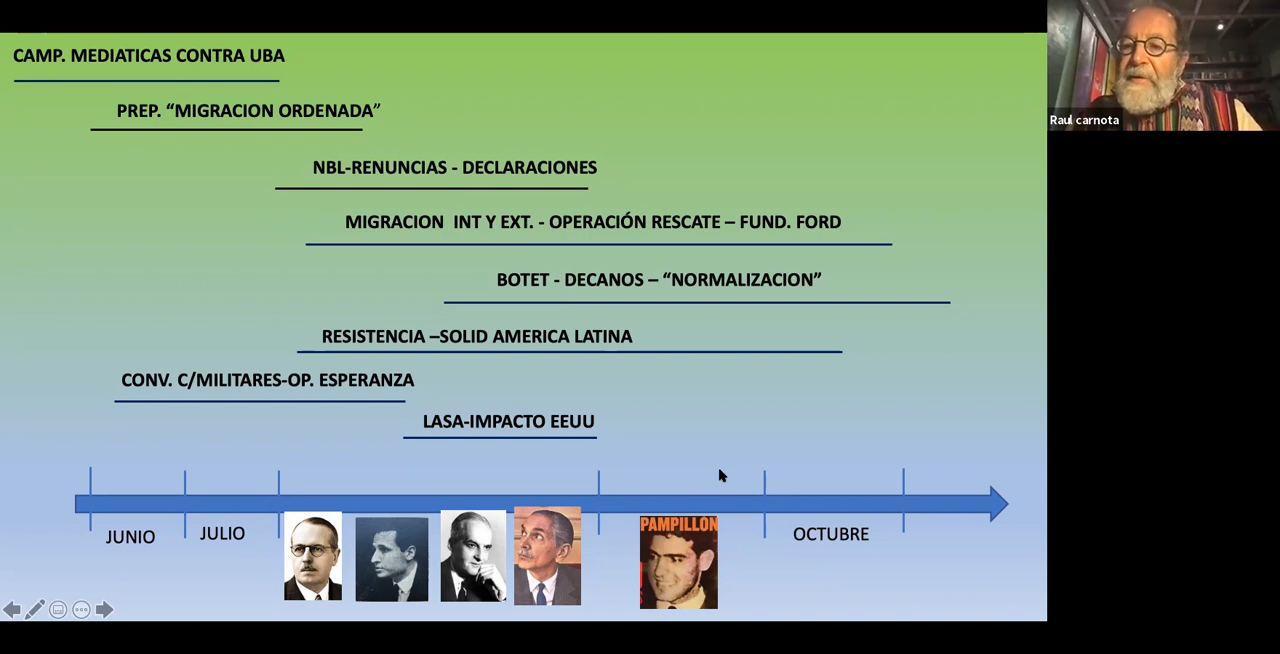 CAMP. MEDIATICAS CONTRA UBA
PREP. “MIGRACION ORDENADA”
NBL-RENUNCIAS - DECLARACIONES
MIGRACION  INT Y EXT. - OPERACIÓN RESCATE – FUND. FORD
BOTET - DECANOS – “NORMALIZACION”
RESISTENCIA –SOLID AMERICA LATINA
CONV. C/MILITARES-OP. ESPERANZA
LASA-IMPACTO EEUU
JUNIO
JULIO
PAMPILLON
OCTUBRE
Raul carnota